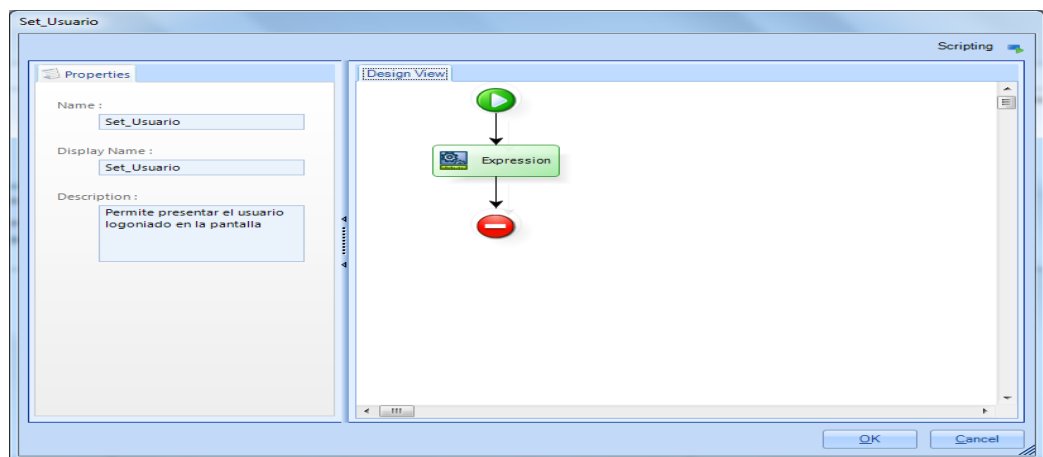 Set_Usuario
Scripting
Properties
Name :
Set_Usuario
Display Name :
Set_Usuario
Description :
Permite presentar el usuario
logoniado en la pantalla
Design View
Expression
OK
Cancel